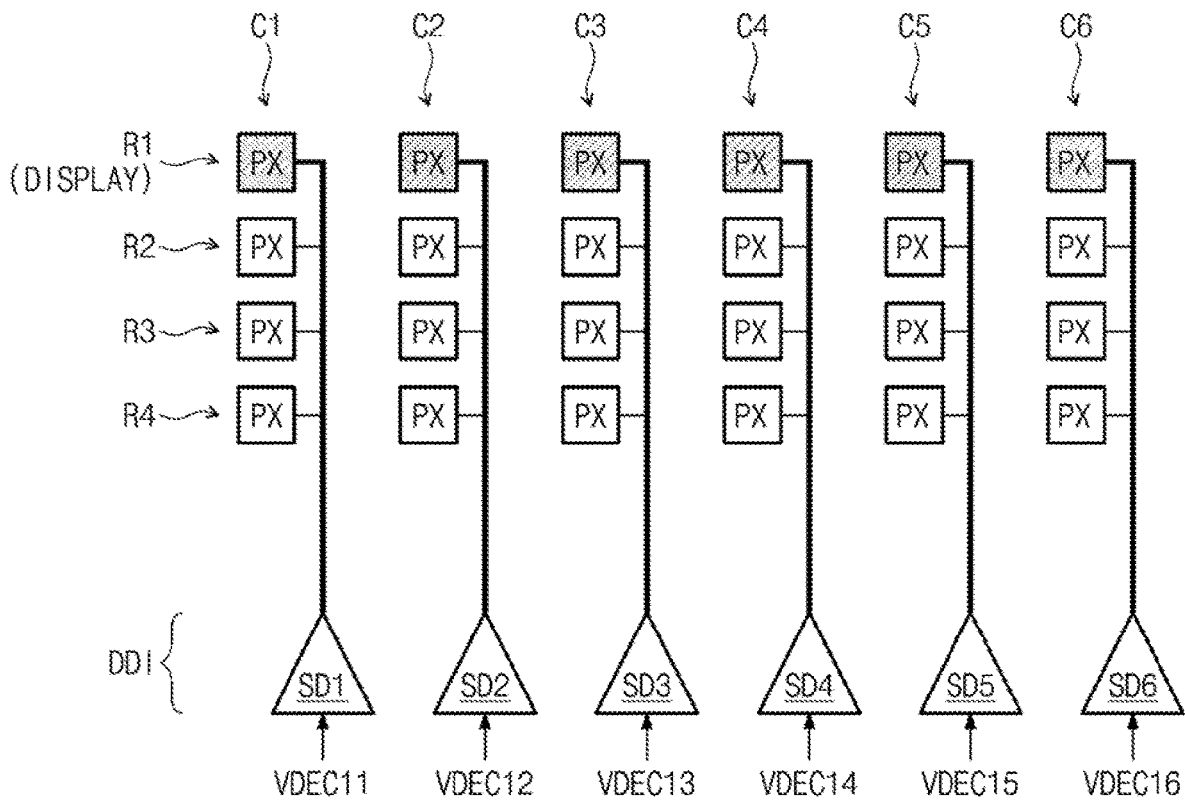 C1 C2 C3 C4 C5 C6
R1 PX PX PX PX PX PX
(DISPLAY)
R2 PX PX PX PX PX PX
R3 PX PX PX PX PX PX
R4 PX PX PX PX PX PX
DDI SD1 SD2 SD3 SD4 SD5 SD6
VDEC11 VDEC12 VDEC13 VDEC14 VDEC15 VDEC16